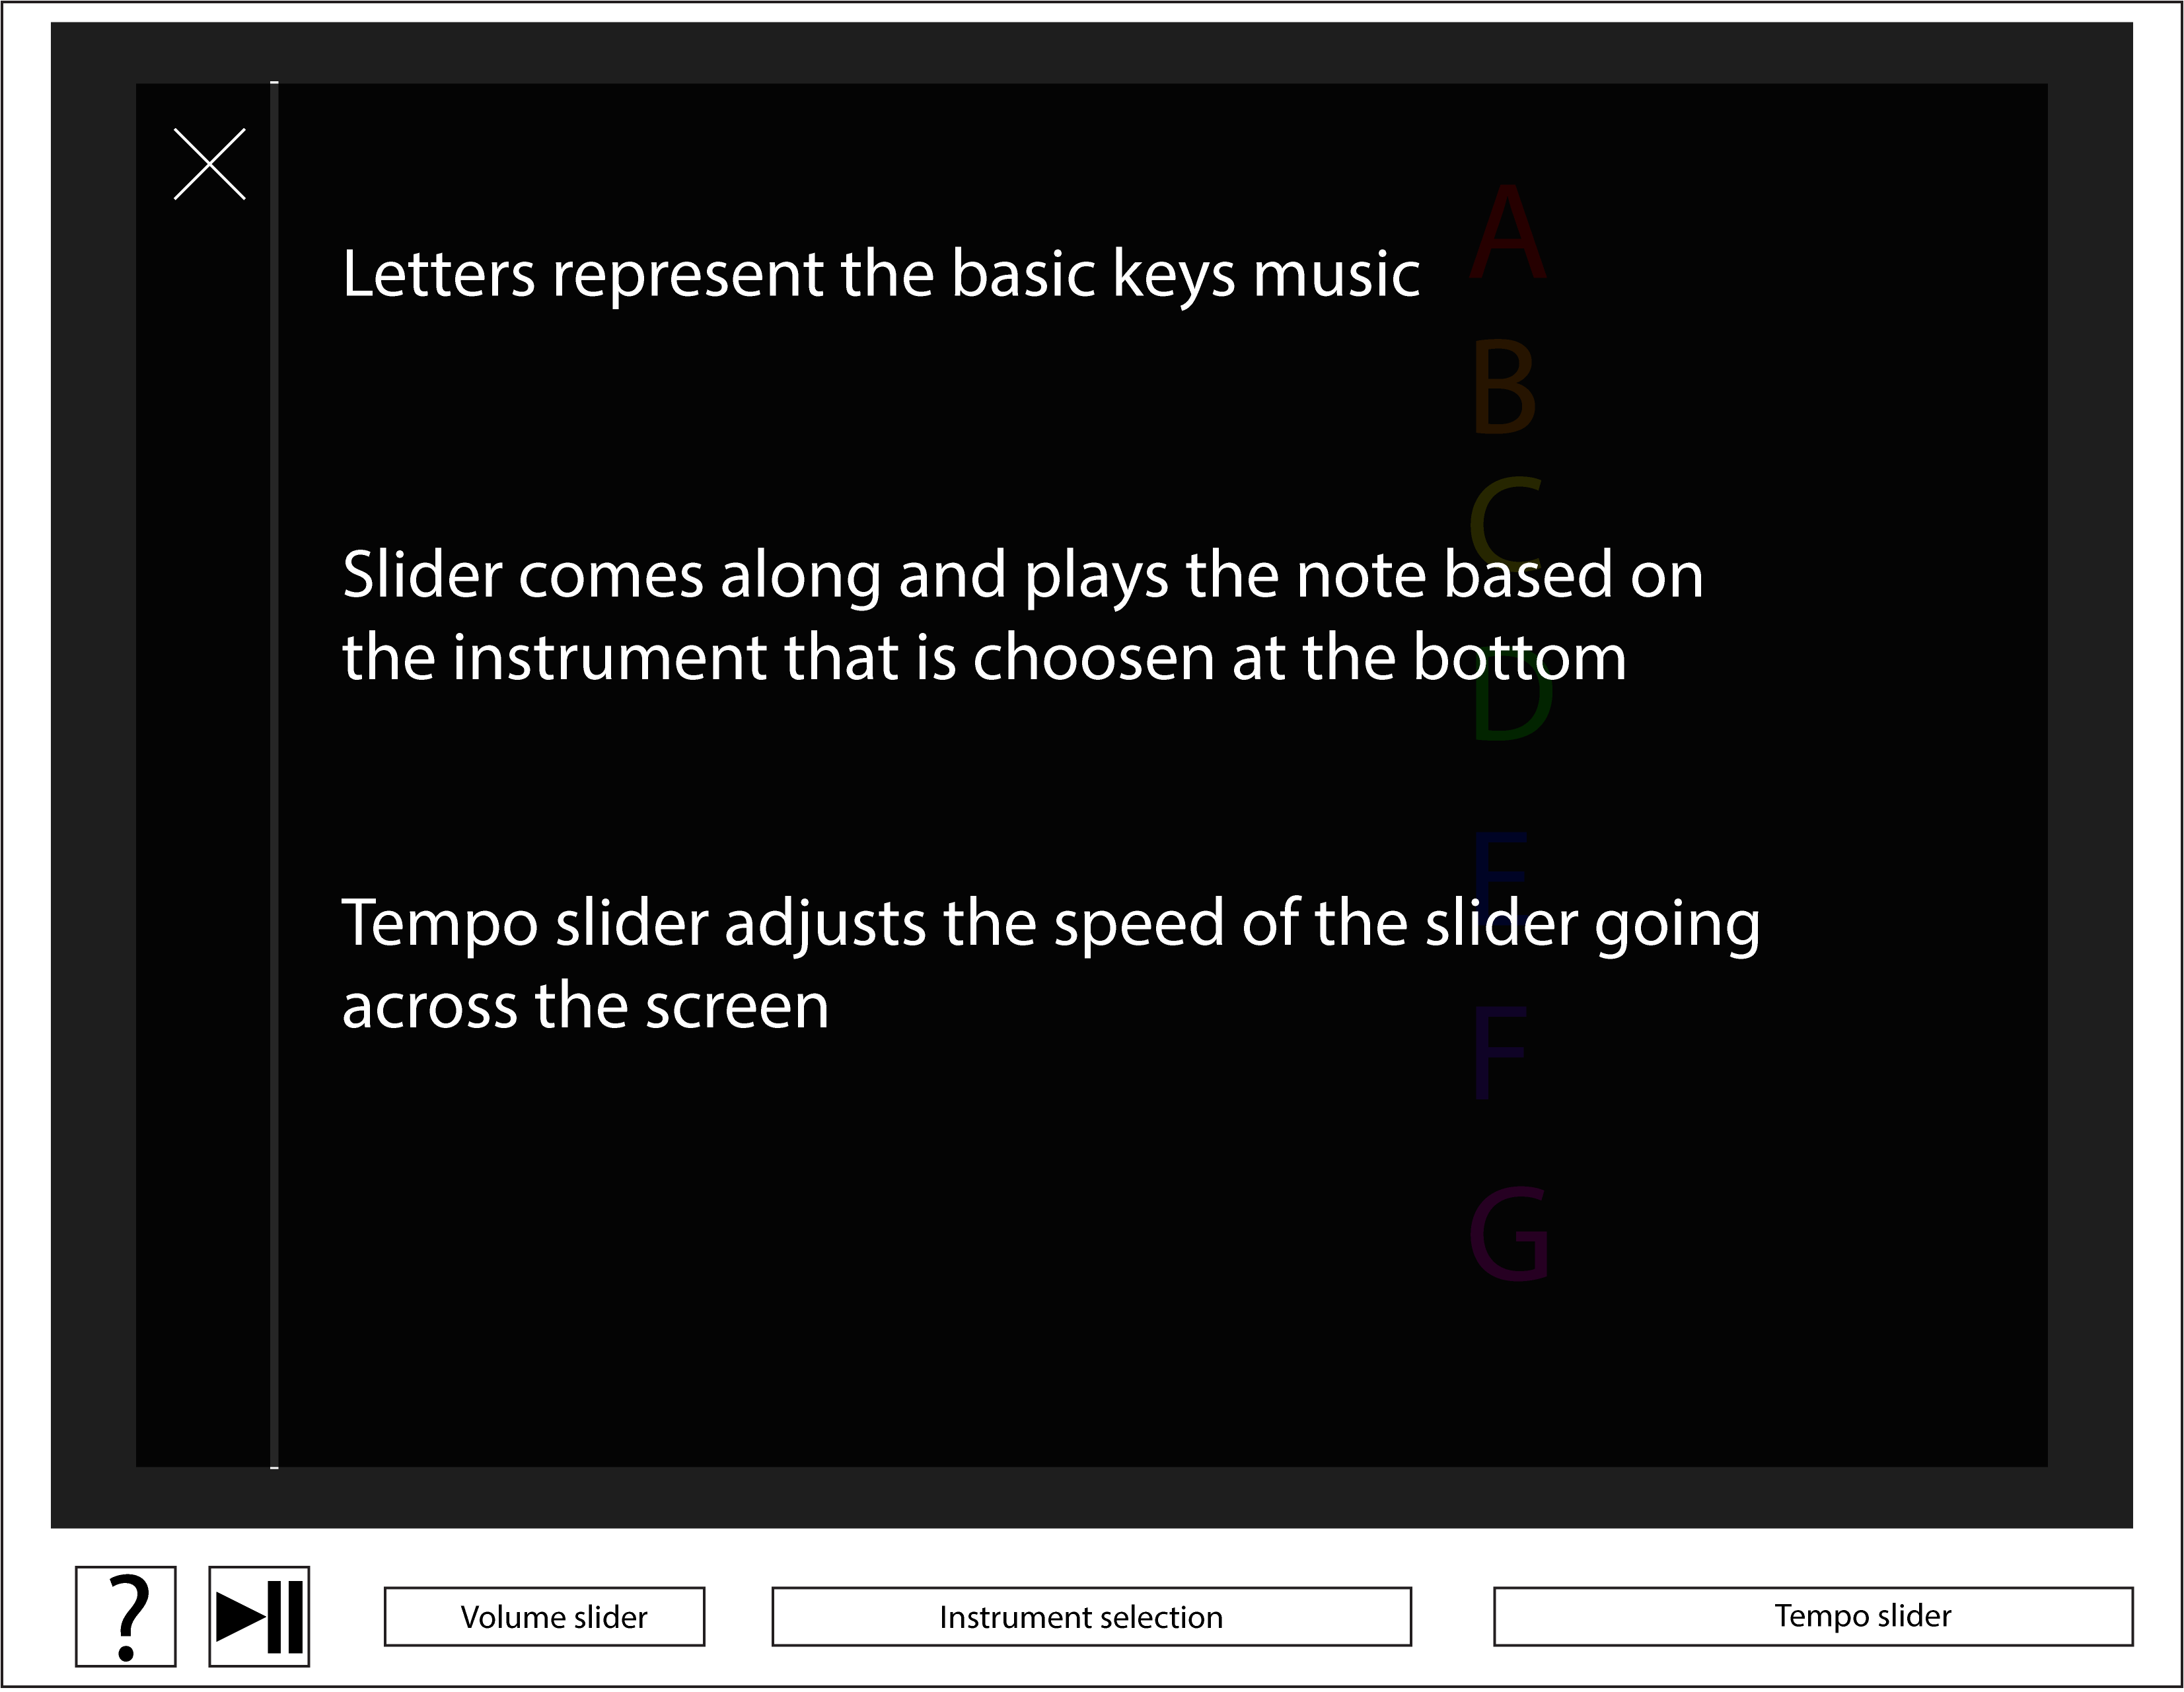 A
Letters represent the basic keys music
B
C
Slider comes along and plays the note based on
the instrument that is choosen at the bottom
D
E
Tempo slider adjusts the speed of the slider going
across the screen
F
G
?
Volume slider
Instrument selection
Tempo slider